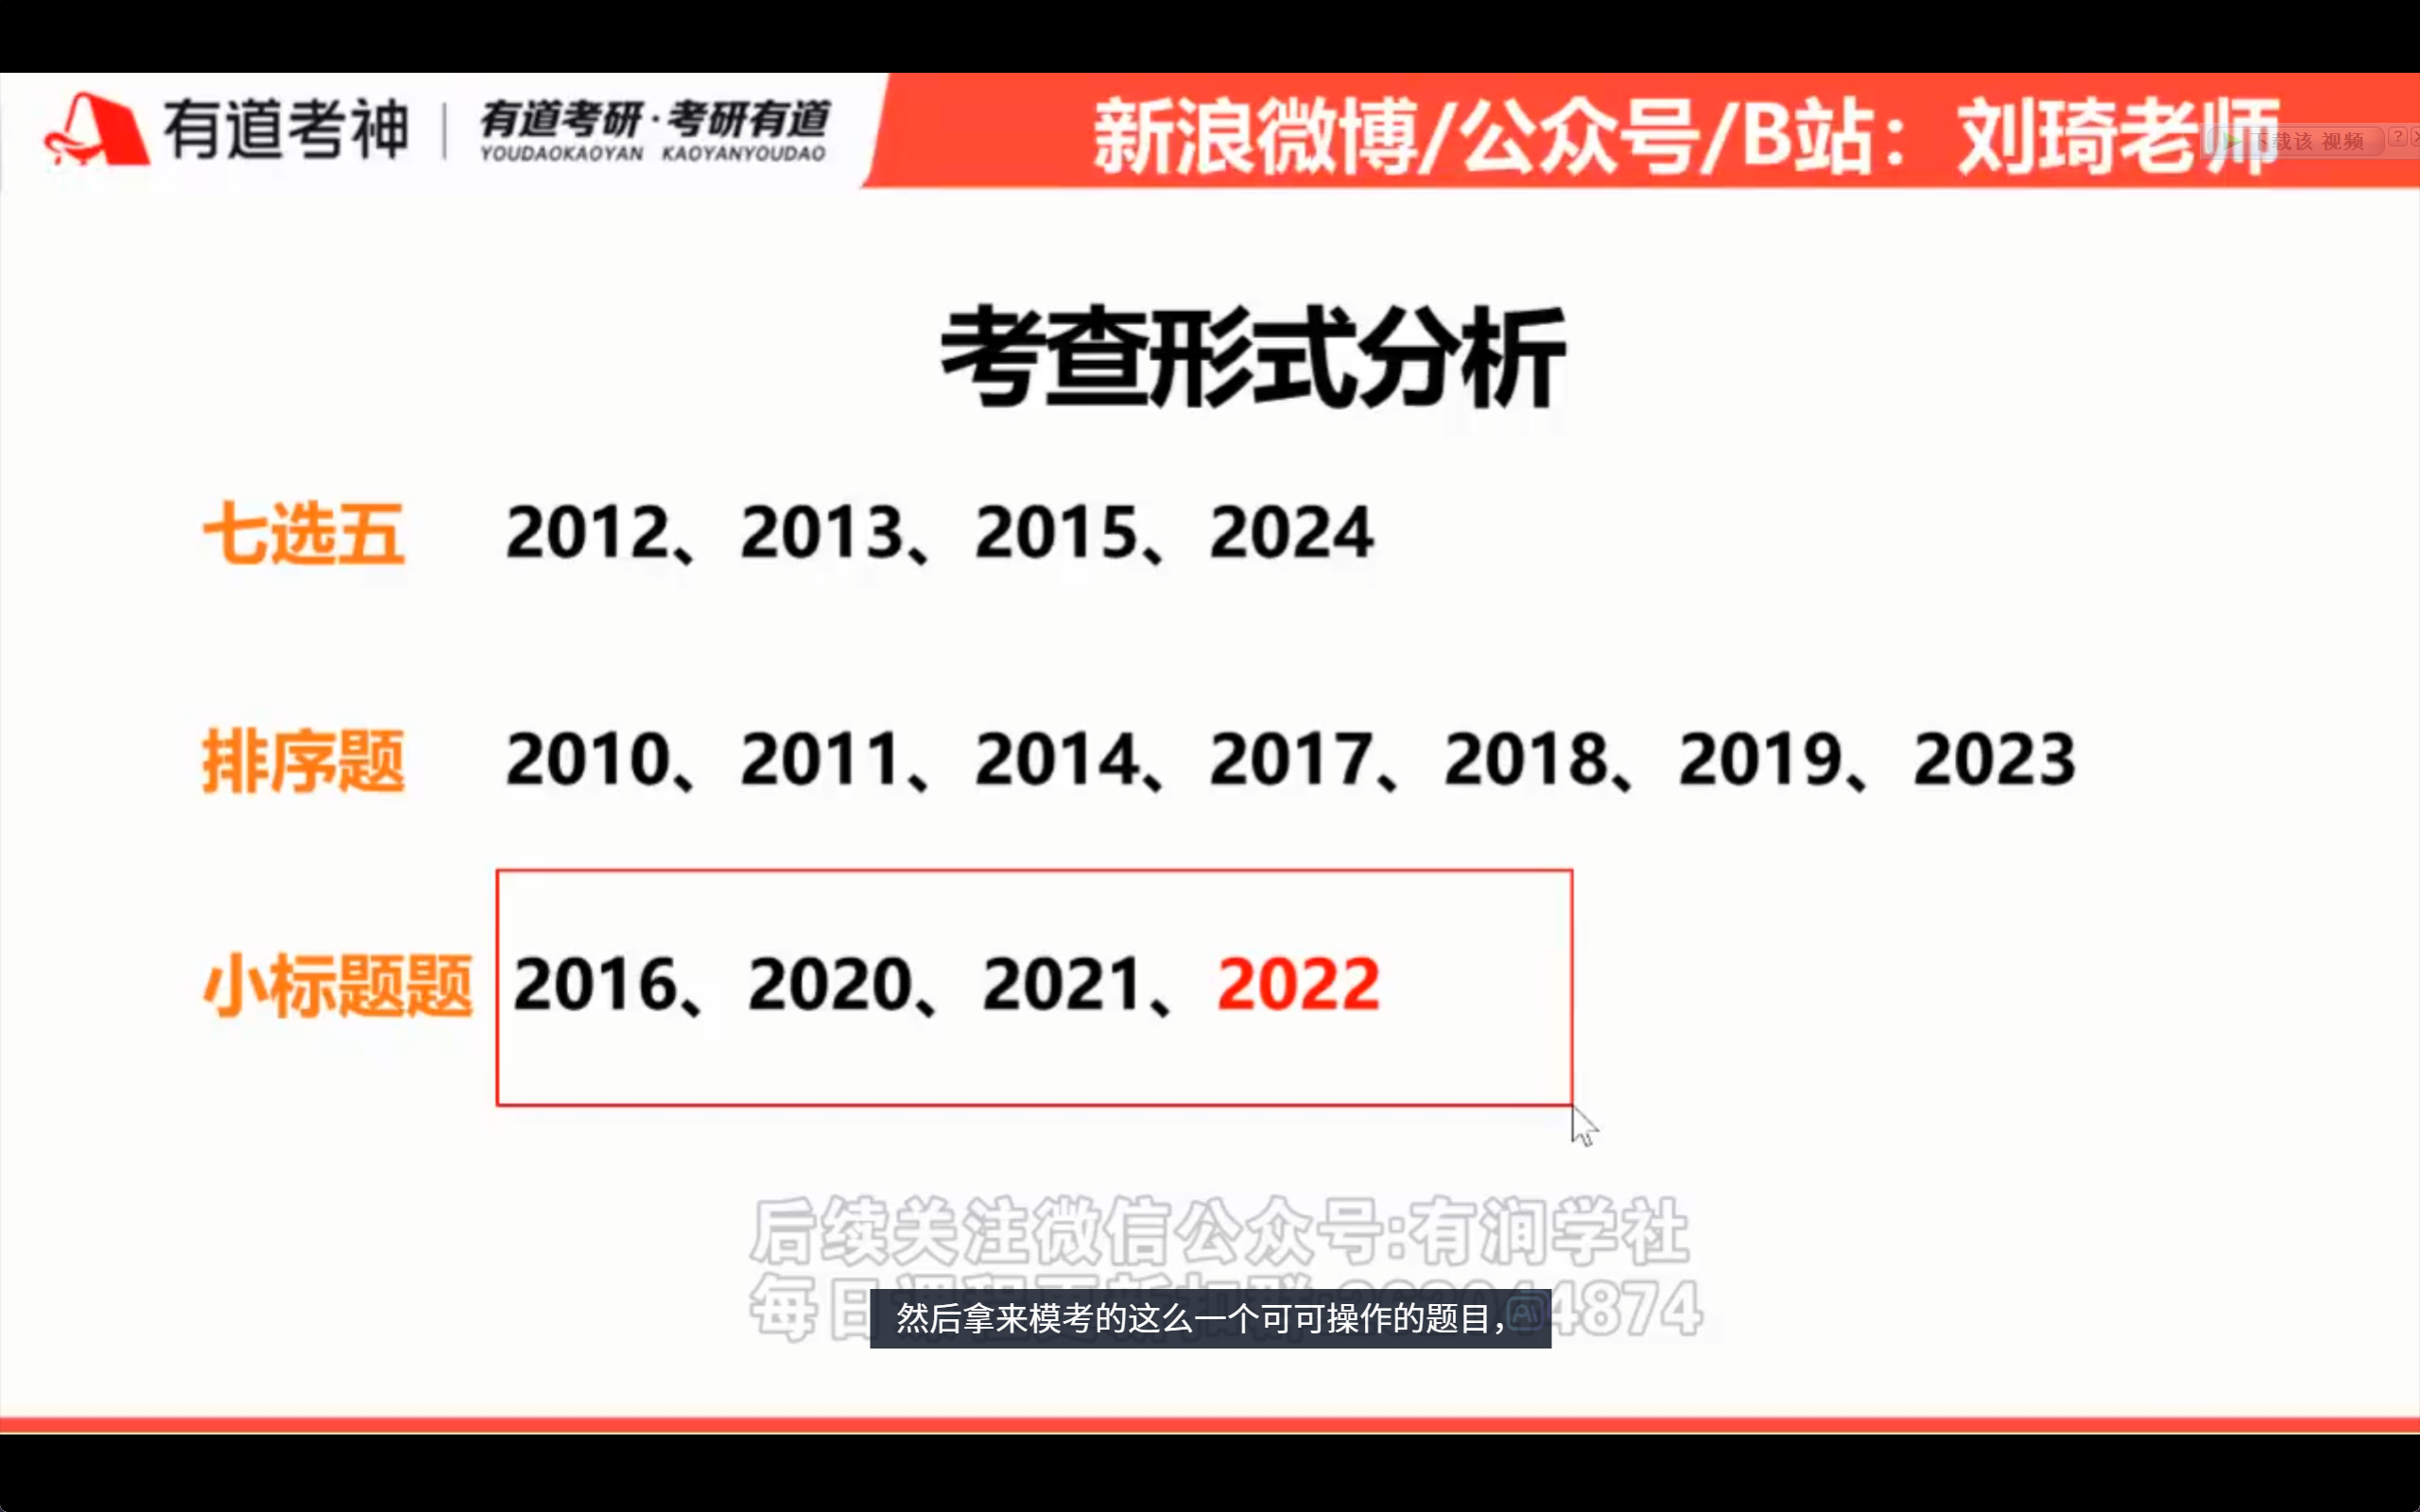 有道考神
有道考研·考研有道
YOUDAOKAOYAN KAOYANYOUDAO
新浪微博/公众号/B站：刘琦老师
下载该 视频
考查形式分析
七选五 2012、2013、2015、2024
排序题 2010、2011、2014、2017、2018、2019、2023
小标题题 2016、2020、2021、2022
后续关注微信公众号:有润学社
每日 4874
然后拿来模考的这么一个可可操作的题目，